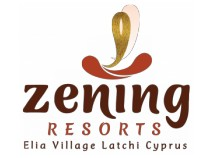 zening
RESORTS
Elia Village Latchi Cyprus